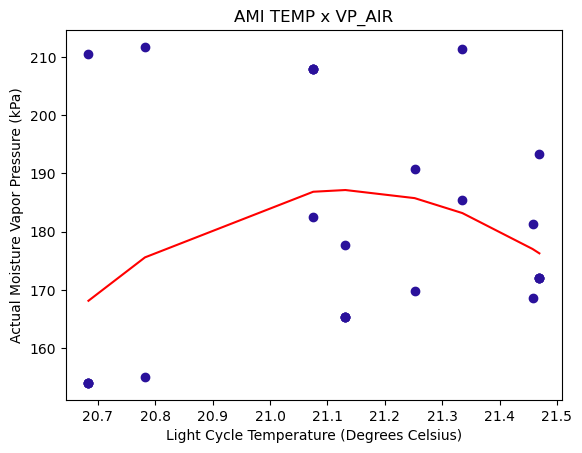 AMI TEMP x VP_AIR
Actual Moisture Vapor Pressure (kPa)
210
200
190
180
170
160
20.7 20.8 20.9 21.0 21.1 21.2 21.3 21.4 21.5
Light Cycle Temperature (Degrees Celsius)